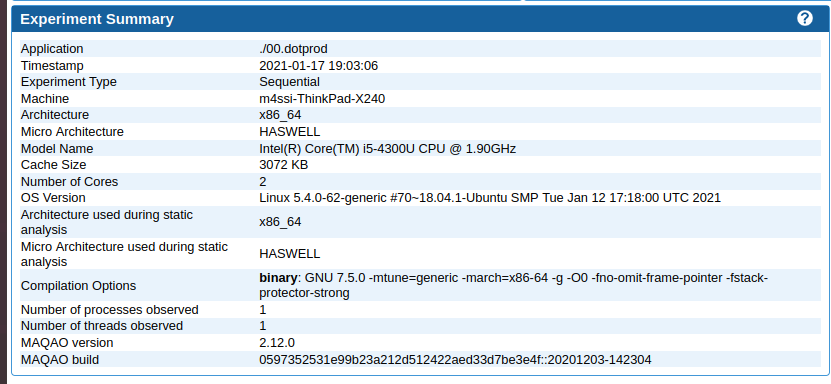 Experiment Summary ?
Application ./00.dotprod
Timestamp 2021-01-17 19:03:06
Experiment Type Sequential
Machine m4ssi-ThinkPad-X240
Architecture x86_64
Micro Architecture HASWELL
Model Name Intel(R) Core(TM) i5-4300U CPU @ 1.90GHz
Cache Size 3072 KB
Number of Cores 2
OS Version Linux 5.4.0-62-generic #70~18.04.1-Ubuntu SMP Tue Jan 12 17:18:00 UTC 2021
Architecture used during static
analysis x86_64
Micro Architecture used during static
analysis HASWELL
Compilation Options binary: GNU 7.5.0 -mtune=generic -march=x86-64 -g -O0 -fno-omit-frame-pointer -fstack-
protector-strong
Number of processes observed 1
Number of threads observed 1
MAQAO version 2.12.0
MAQAO build 0597352531e99b23a212d512422aed33d7be3e4f::20201203-142304